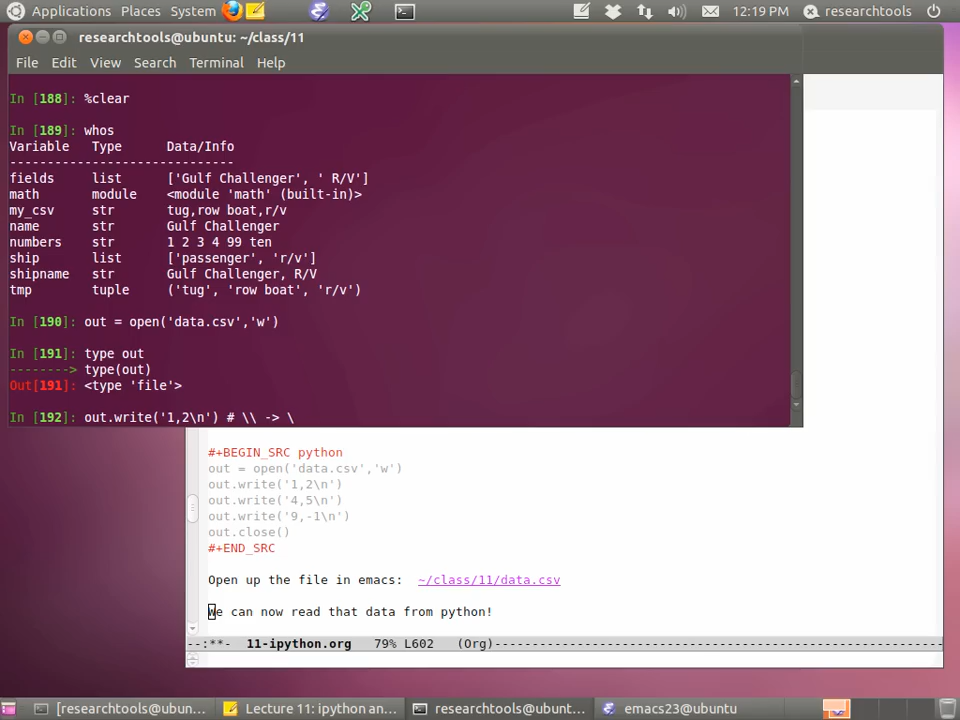 Applications Places System 12:19 PM researchtools
researchtools@ubuntu: ~/class/11
File Edit View Search Terminal Help
In [188]: %clear
In [189]: whos
Variable Type Data/Info
-------------------------------
fields list ['Gulf Challenger', ' R/V']
math module <module 'math' (built-in)>
my_csv str tug,row boat,r/v
name str Gulf Challenger
numbers str 1 2 3 4 99 ten
ship list ['passenger', 'r/v']
shipname str Gulf Challenger, R/V
tmp tuple ('tug', 'row boat', 'r/v')
In [190]: out = open('data.csv','w')
In [191]: type out
--------> type(out)
Out[191]: <type 'file'>
In [192]: out.write('1,2\n') # \\ -> \
#+BEGIN_SRC python
out = open('data.csv','w')
out.write('1,2\n')
out.write('4,5\n')
out.write('9,-1\n')
out.close()
#+END_SRC
Open up the file in emacs: ~/class/11/data.csv
We can now read that data from python!
--:**- 11-ipython.org 79% L602 (Org)------------------------------------------------------------
[researchtools@ubun... Lecture 11: ipython an... researchtools@ubunt... emacs23@ubuntu